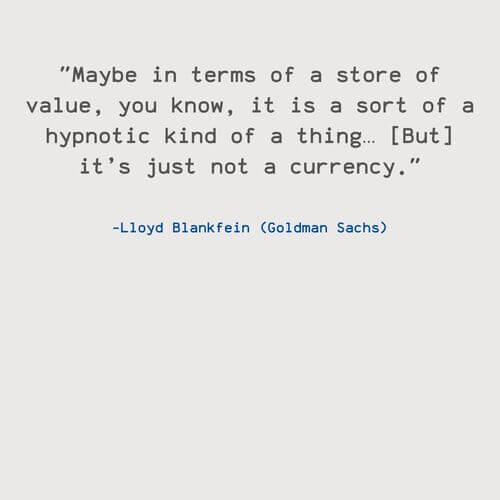 "Maybe in terms of a store of
value, you know, it is a sort of a
hypnotic kind of a thing… [But]
it's just not a currency."
-Lloyd Blankfein (Goldman Sachs)